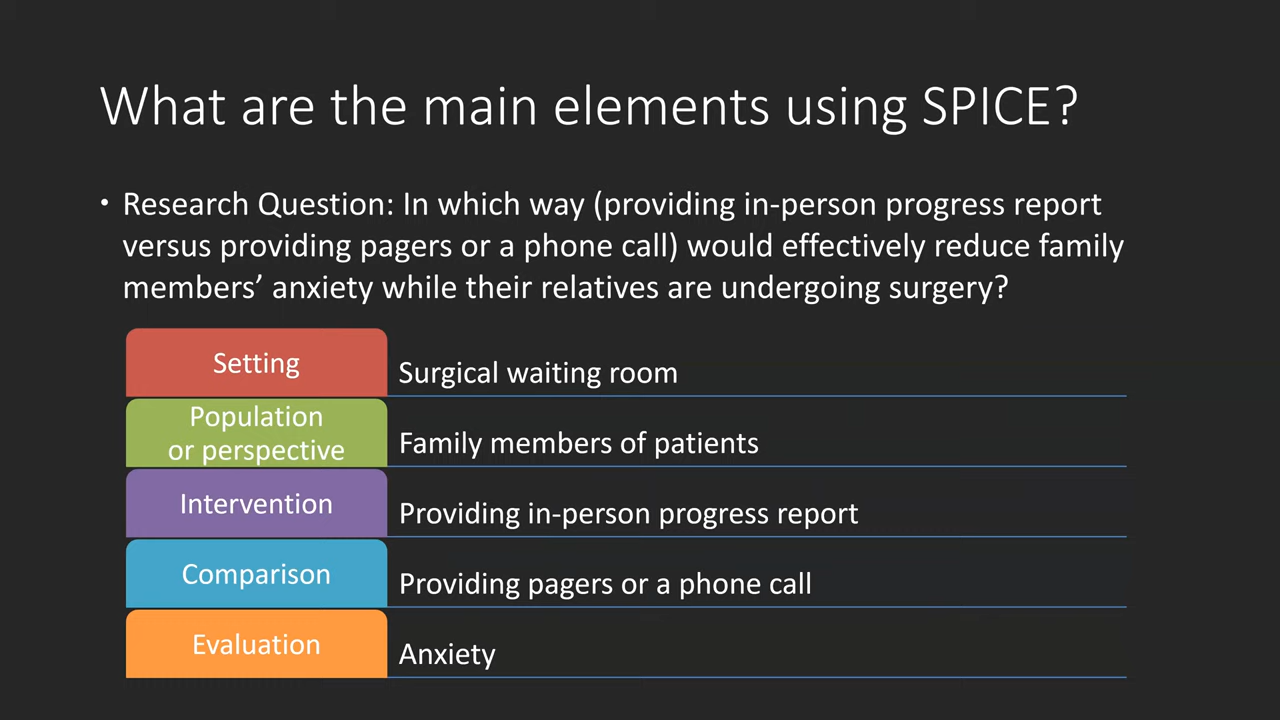 What are the main elements using SPICE?
• Research Question: In which way (providing in-person progress report
versus providing pagers or a phone call) would effectively reduce family
members’ anxiety while their relatives are undergoing surgery?
Setting
Surgical waiting room
Population
or perspective
Family members of patients
Intervention
Providing in-person progress report
Comparison
Providing pagers or a phone call
Evaluation
Anxiety